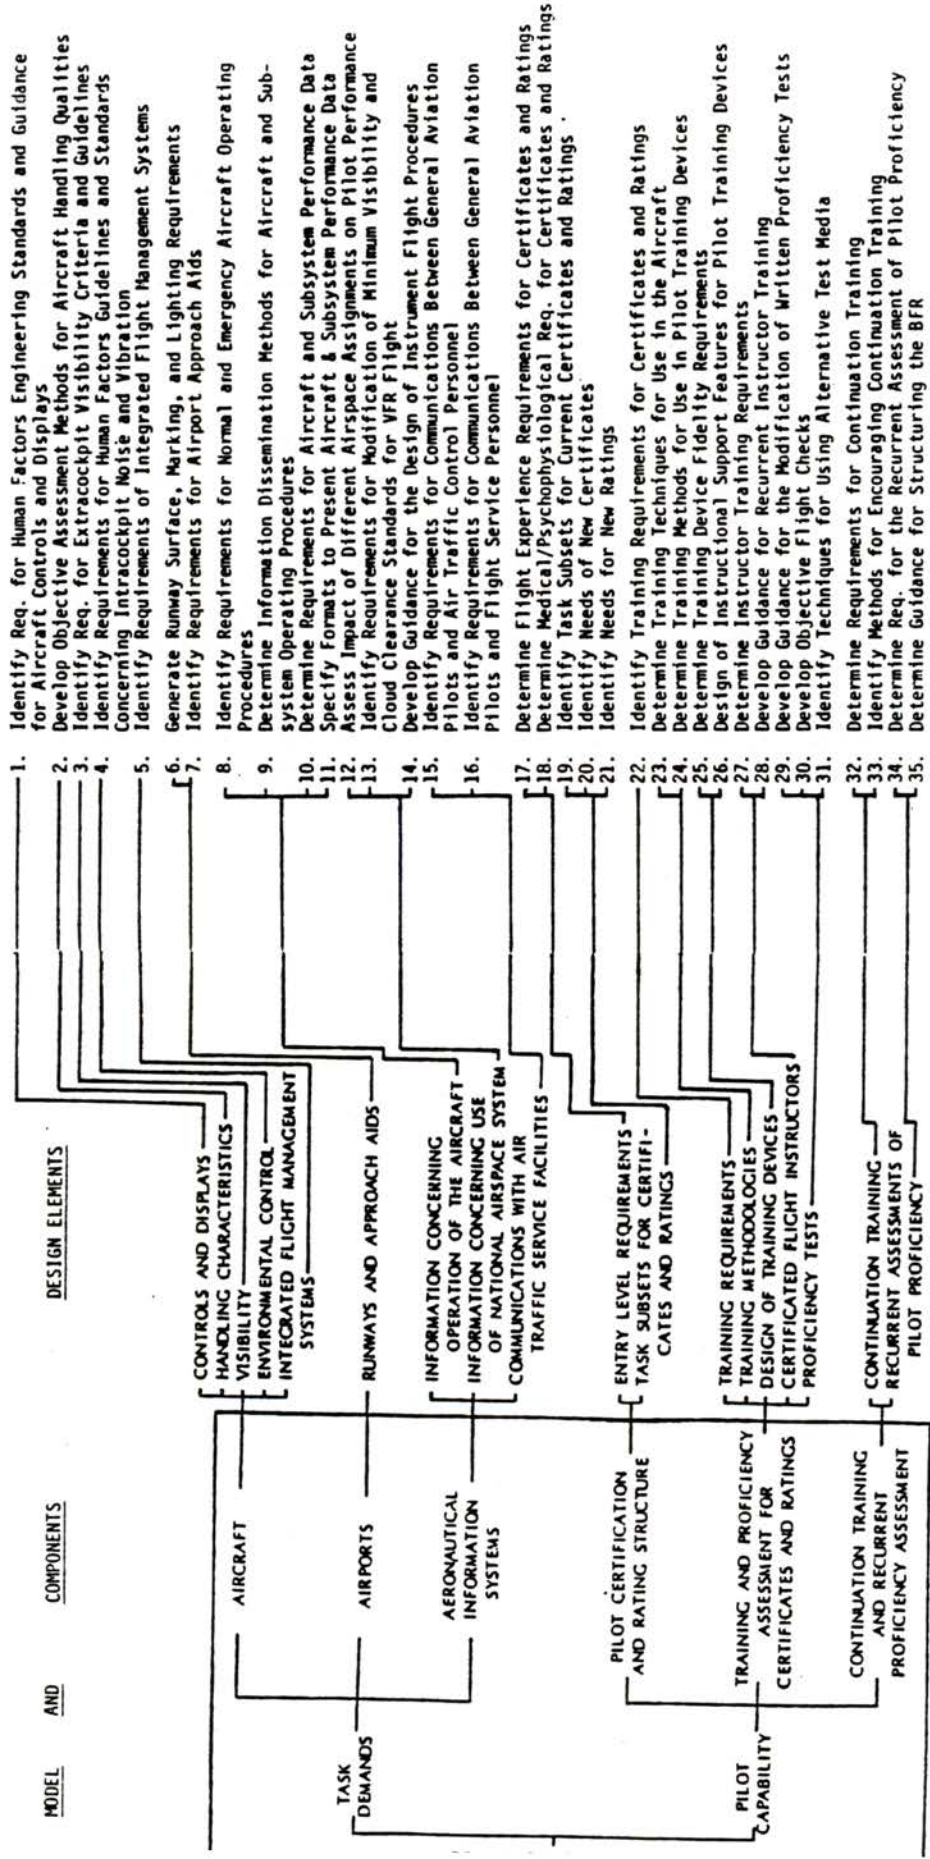 MODEL AND COMPONENTS
DESIGN ELEMENTS
TASK
DEMANDS
PILOT
CAPABILITY
AIRCRAFT
AIRPORTS
AERONAUTICAL
INFORMATION
SYSTEMS
PILOT CERTIFICATION
AND RATING STRUCTURE
TRAINING AND PROFICIENCY
ASSESSMENT FOR
CERTIFICATES AND RATINGS
CONTINUATION TRAINING
AND RECURRENT
PROFICIENCY ASSESSMENT
CONTROLS AND DISPLAYS
HANDLING CHARACTERISTICS
VISIBILITY
ENVIRONMENTAL CONTROL
INTEGRATED FLIGHT MANAGEMENT
SYSTEMS
RUNWAYS AND APPROACH AIDS
INFORMATION CONCERNING
OPERATION OF THE AIRCRAFT
INFORMATION CONCERNING USE
OF NATIONAL AIRSPACE SYSTEM
COMMUNICATIONS WITH AIR
TRAFFIC SERVICE FACILITIES
ENTRY LEVEL REQUIREMENTS
TASK SUBSETS FOR CERTIFI-
CATES AND RATINGS
TRAINING REQUIREMENTS
TRAINING METHODOLOGIES
DESIGN OF TRAINING DEVICES
CERTIFICATED FLIGHT INSTRUCTORS
PROFICIENCY TESTS
CONTINUATION TRAINING
RECURRENT ASSESSMENTS OF
PILOT PROFICIENCY
1. Identify Req. for Human Factors Engineering Standards and Guidance
for Aircraft Controls and Displays
2. Develop Objective Assessment Methods for Aircraft Handling Qualities
3. Identify Req. for Extracockpit Visibility Criteria and Guidelines
4. Identify Requirements for Human Factors Guidelines and Standards
Concerning Intracockpit Noise and Vibration
5. Identify Requirements of Integrated Flight Management Systems
6. Generate Runway Surface, Marking, and Lighting Requirements
7. Identify Requirements for Airport Approach Aids
8. Identify Requirements for Normal and Emergency Aircraft Operating
Procedures
9. Determine Information Dissemination Methods for Aircraft and Sub-
system Operating Procedures
10. Determine Requirements for Aircraft and Subsystem Performance Data
11. Specify Formats to Present Aircraft & Subsystem Performance Data
12. Assess Impact of Different Airspace Assignments on Pilot Performance
13. Identify Requirements for Modification of Minimum Visibility and
Cloud Clearance Standards for VFR Flight
14. Develop Guidance for the Design of Instrument Flight Procedures
15. Identify Requirements for Communications Between General Aviation
Pilots and Air Traffic Control Personnel
16. Identify Requirements for Communications Between General Aviation
Pilots and Flight Service Personnel
17. Determine Flight Experience Requirements for Certificates and Ratings
18. Determine Medical/Psychophysiological Req. for Certificates and Ratings
19. Identify Task Subsets for Current Certificates and Ratings
20. Identify Needs of New Certificates
21. Identify Needs for New Ratings
22. Identify Training Requirements for Certificates and Ratings
23. Determine Training Techniques for Use in the Aircraft
24. Determine Training Methods for Use in Pilot Training Devices
25. Determine Training Device Fidelity Requirements
26. Design of Instructional Support Features for Pilot Training Devices
27. Determine Instructor Training Requirements
28. Develop Guidance for Recurrent Instructor Training
29. Develop Guidance for the Modification of Written Proficiency Tests
30. Develop Objective Flight Checks
31. Identify Techniques for Using Alternative Test Media
32. Determine Requirements for Continuation Training
33. Identify Methods for Encouraging Continuation Training
34. Determine Req. for the Recurrent Assessment of Pilot Proficiency
35. Determine Guidance for Structuring the BFR